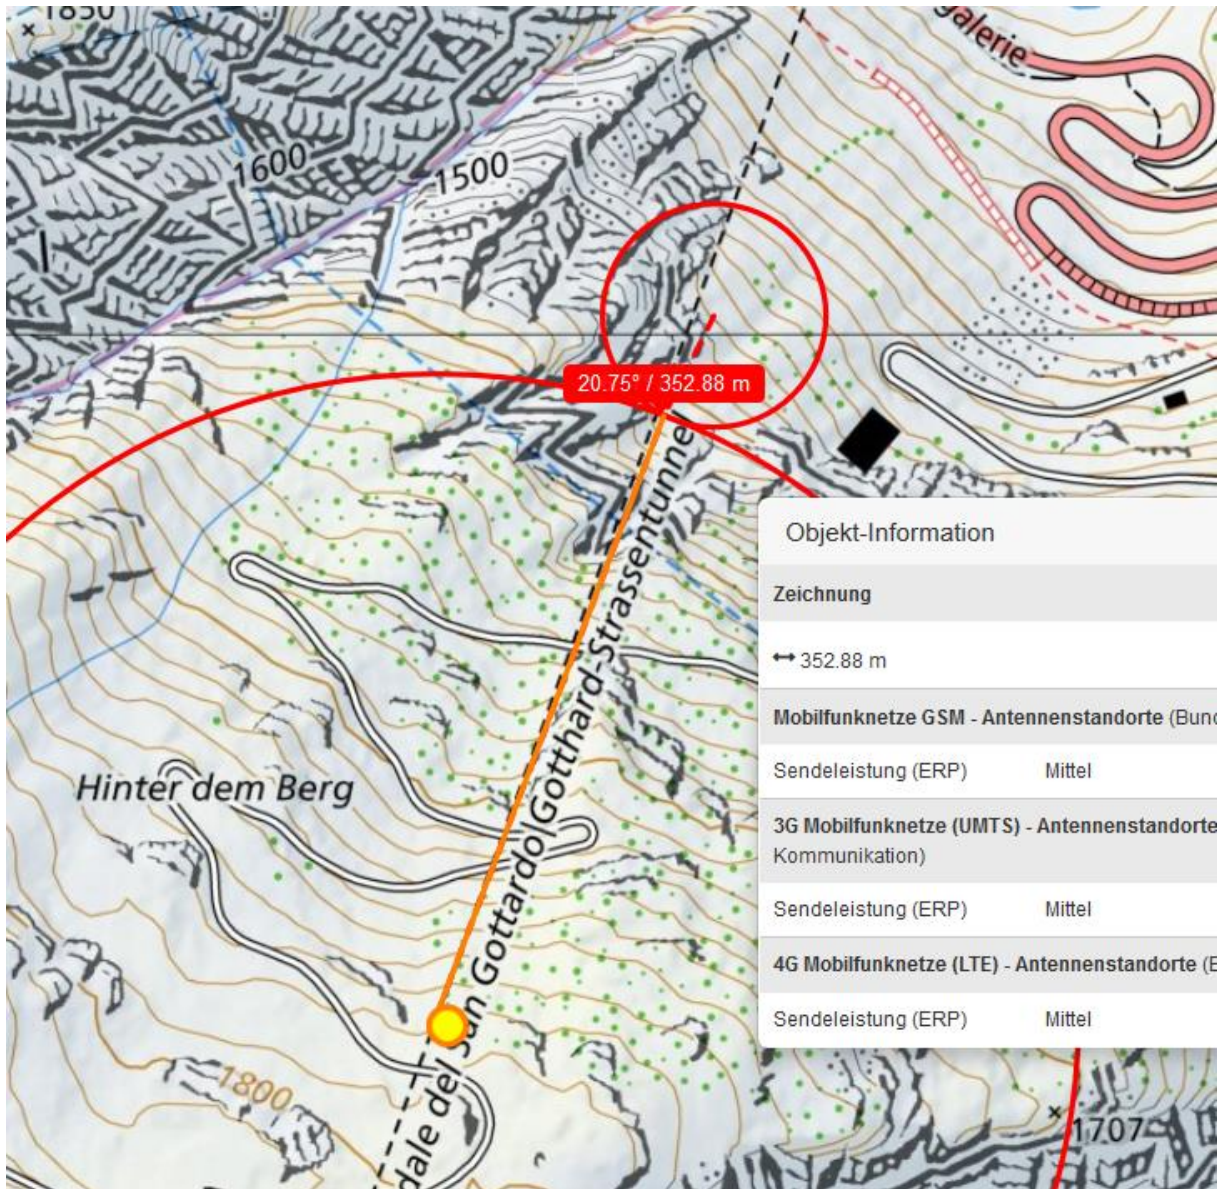 1850
galerie
1600
1500
20.75° / 352.88 m
Gotthard-Strassentunne
Objekt-Information
Zeichnung
352.88 m
Mobilfunknetze GSM - Antennenstandorte (Bund
Sendeleistung (ERP) Mittel
Hinter dem Berg
3G Mobilfunknetze (UMTS) - Antennenstandorte
Kommunikation)
Sendeleistung (ERP) Mittel
4G Mobilfunknetze (LTE) - Antennenstandorte (B
Sendeleistung (ERP) Mittel
dale del San Gottardo
1800
1707